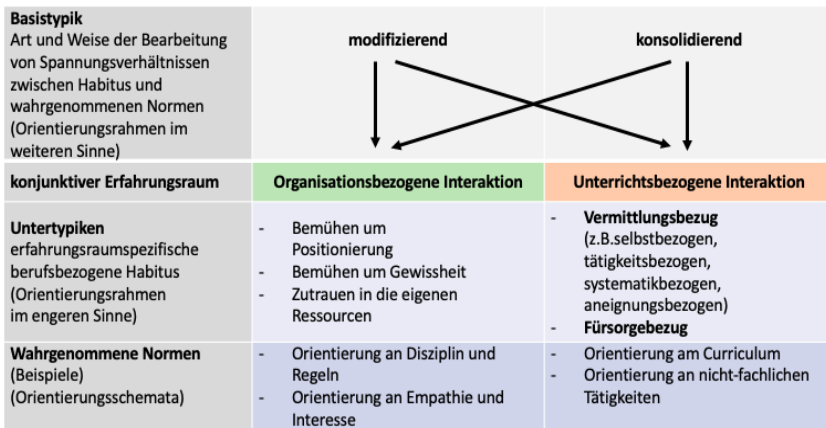 Basistypik
Art und Weise der Bearbeitung
von Spannungsverhältnissen
zwischen Habitus und
wahrgenommenen Normen
(Orientierungsrahmen im
weiteren Sinne)
modifizierend
konsolidierend
konjunktiver Erfahrungsraum
Organisationsbezogene Interaktion
Unterrichtsbezogene Interaktion
Untertypiken
erfahrungsraumspezifische
berufsbezogene Habitus
(Orientierungsrahmen
im engeren Sinne)
- Bemühen um
Positionierung
- Bemühen um Gewissheit
- Zutrauen in die eigenen
Ressourcen
- Vermittlungsbezug
(z.B.selbstbezogen,
tätigkeitsbezogen,
systematikbezogen,
aneignungsbezogen)
- Fürsorgebezug
Wahrgenommene Normen
(Beispiele)
(Orientierungsschemata)
- Orientierung an Disziplin und
Regeln
- Orientierung an Empathie und
Interesse
- Orientierung am Curriculum
- Orientierung an nicht-fachlichen
Tätigkeiten